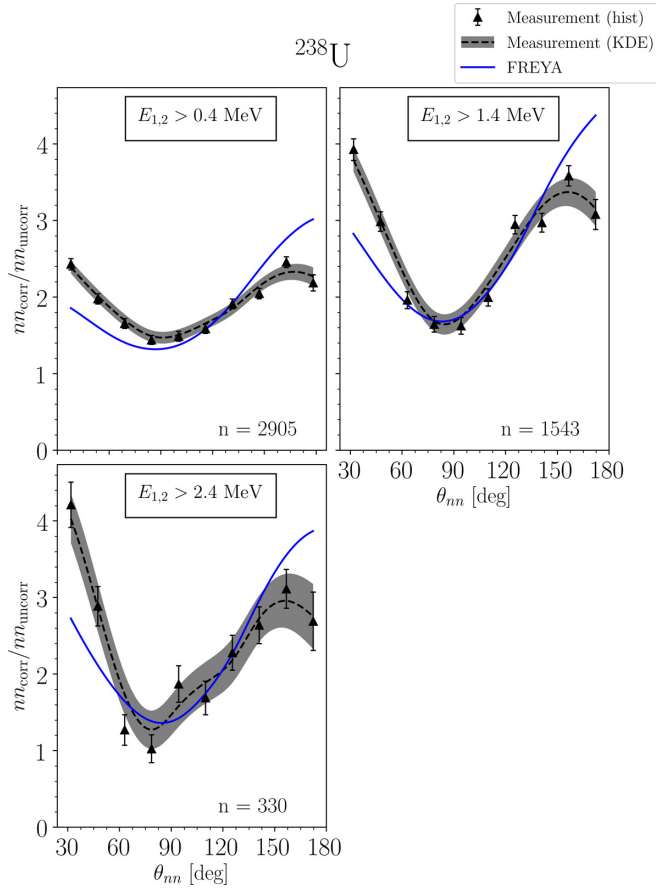 ²³⁸U
Measurement (hist)
Measurement (KDE)
FREYA
E₁,₂ > 0.4 MeV
E₁,₂ > 1.4 MeV
nn_corr/nn_uncorr
4
3
2
1
0
n = 2905
n = 1543
30 60 90 120 150 180
θ_nn [deg]
E₁,₂ > 2.4 MeV
nn_corr/nn_uncorr
4
3
2
1
0
n = 330
30 60 90 120 150 180
θ_nn [deg]